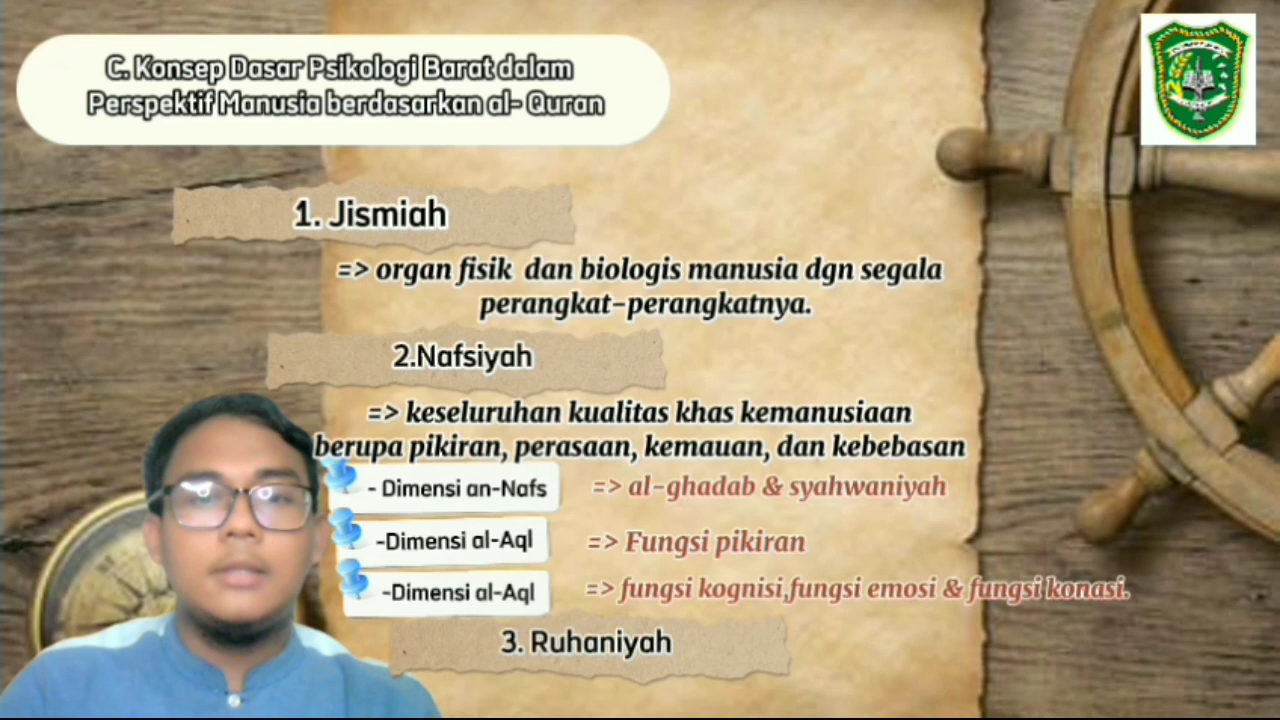 C. Konsep Dasar Psikologi Barat dalam
Perspektif Manusia berdasarkan al- Quran
1. Jismiah
=> organ fisik dan biologis manusia dgn segala
perangkat-perangkatnya.
2.Nafsiyah
=> keseluruhan kualitas khas kemanusiaan
berupa pikiran, perasaan, kemauan, dan kebebasan
- Dimensi an-Nafs => al-ghadab & syahwaniyah
-Dimensi al-Aql => Fungsi pikiran
-Dimensi al-Aql => fungsi kognisi,fungsi emosi & fungsi konasi.
3. Ruhaniyah